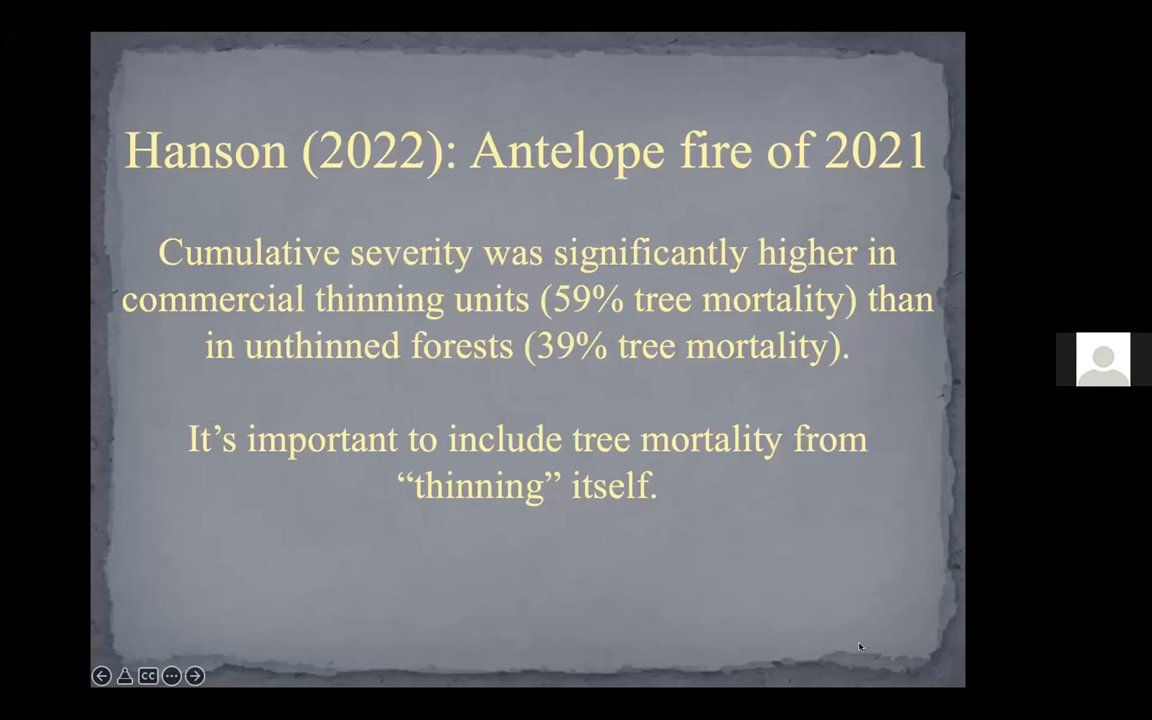 Hanson (2022): Antelope fire of 2021
Cumulative severity was significantly higher in
commercial thinning units (59% tree mortality) than
in unthinned forests (39% tree mortality).
It’s important to include tree mortality from
“thinning” itself.
CC